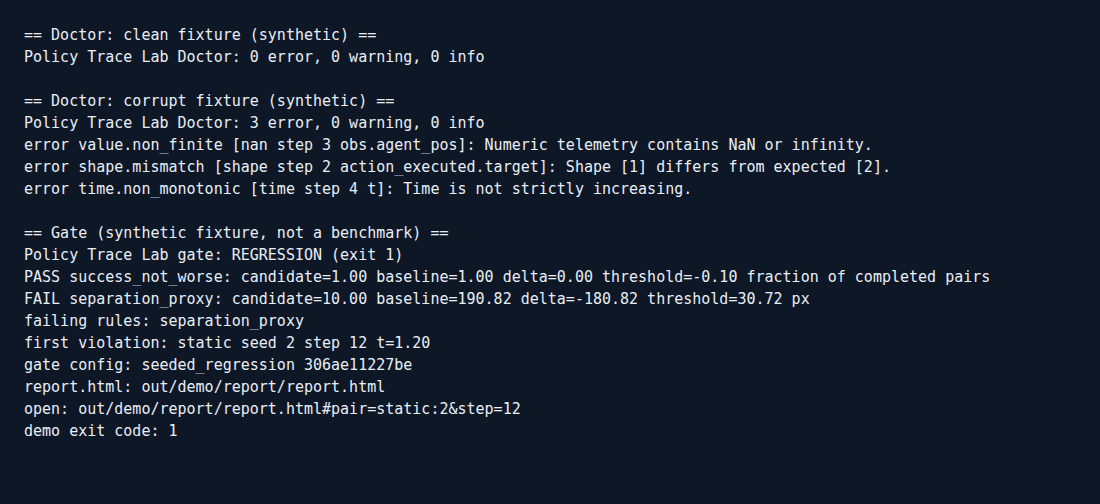 == Doctor: clean fixture (synthetic) ==
Policy Trace Lab Doctor: 0 error, 0 warning, 0 info
== Doctor: corrupt fixture (synthetic) ==
Policy Trace Lab Doctor: 3 error, 0 warning, 0 info
error value.non_finite [nan step 3 obs.agent_pos]: Numeric telemetry contains NaN or infinity.
error shape.mismatch [shape step 2 action_executed.target]: Shape [1] differs from expected [2].
error time.non_monotonic [time step 4 t]: Time is not strictly increasing.
== Gate (synthetic fixture, not a benchmark) ==
Policy Trace Lab gate: REGRESSION (exit 1)
PASS success_not_worse: candidate=1.00 baseline=1.00 delta=0.00 threshold=-0.10 fraction of completed pairs
FAIL separation_proxy: candidate=10.00 baseline=190.82 delta=-180.82 threshold=30.72 px
failing rules: separation_proxy
first violation: static seed 2 step 12 t=1.20
gate config: seeded_regression 306ae11227be
report.html: out/demo/report/report.html
open: out/demo/report/report.html#pair=static:2&step=12
demo exit code: 1